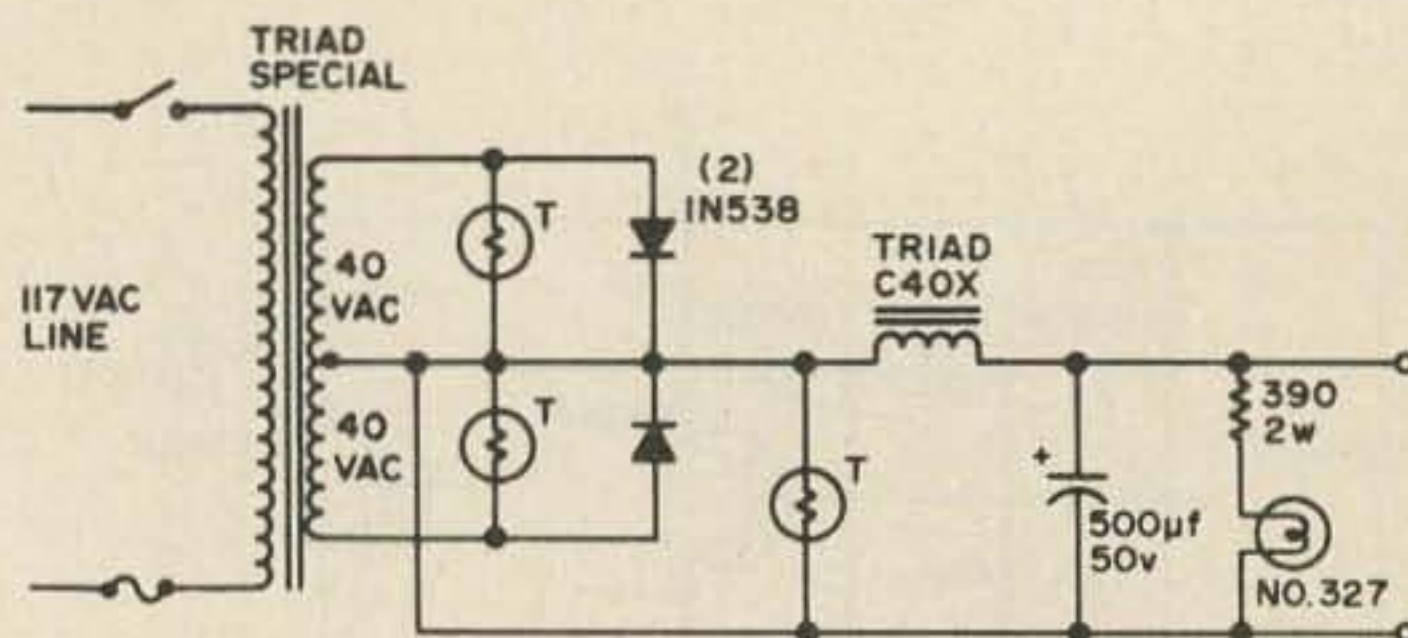 TRIAD
SPECIAL
(2)
IN538
T
40
VAC
117 VAC
LINE
TRIAD
C40X
T
40
VAC
T
390
2w
+
500µf
50v
NO.327